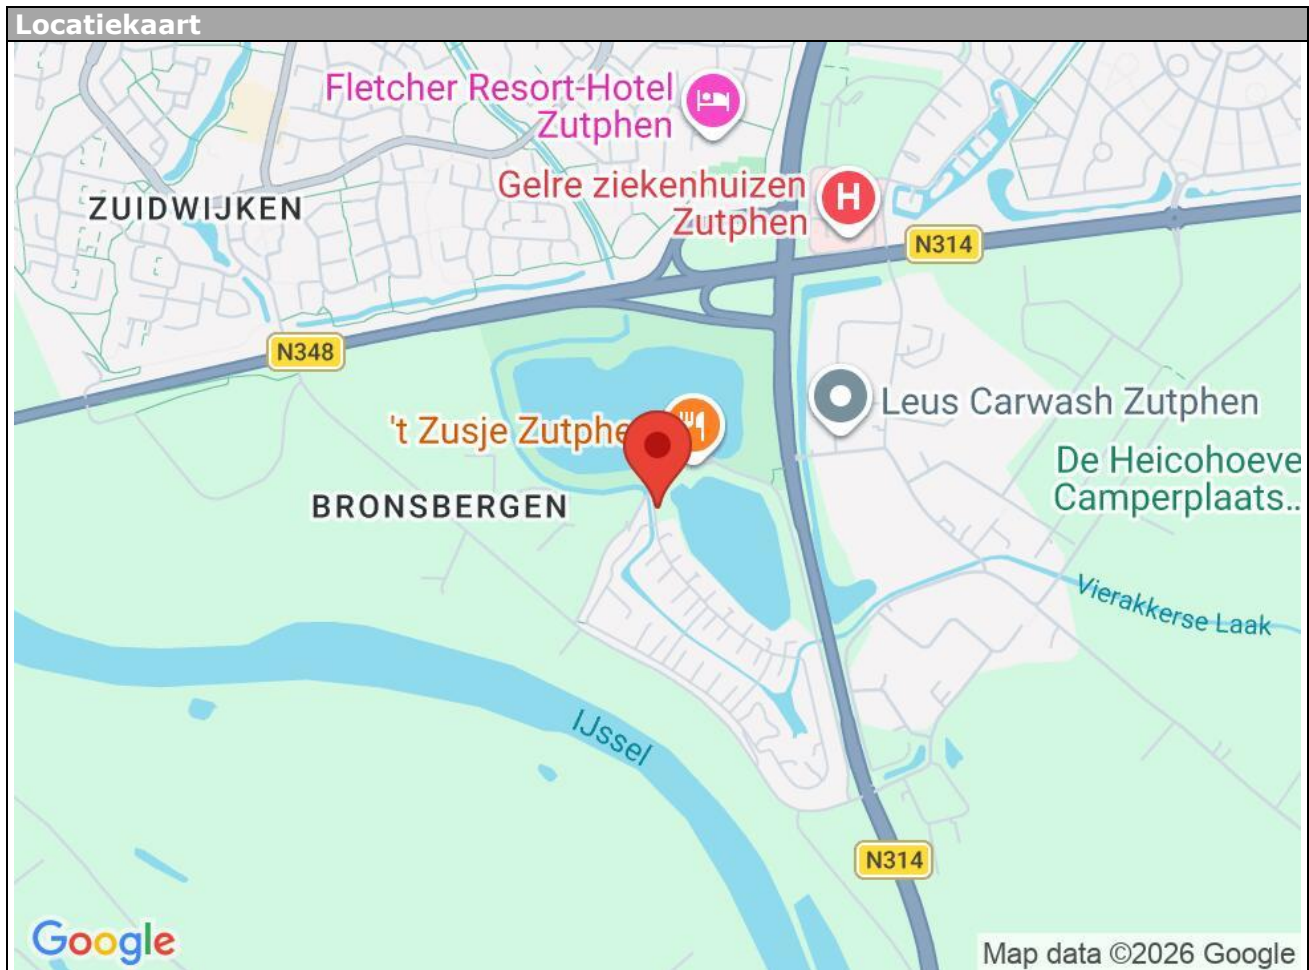 Locatiekaart
Fletcher Resort-Hotel
Zutphen
Gelre ziekenhuizen
Zutphen
H
ZUIDWIJKEN
N314
N348
Leus Carwash Zutphen
't Zusje Zutphe
De Heicohoeve
Camperplaats...
BRONSBERGEN
Vierakkerse Laak
IJssel
N314
Google
Map data ©2026 Google